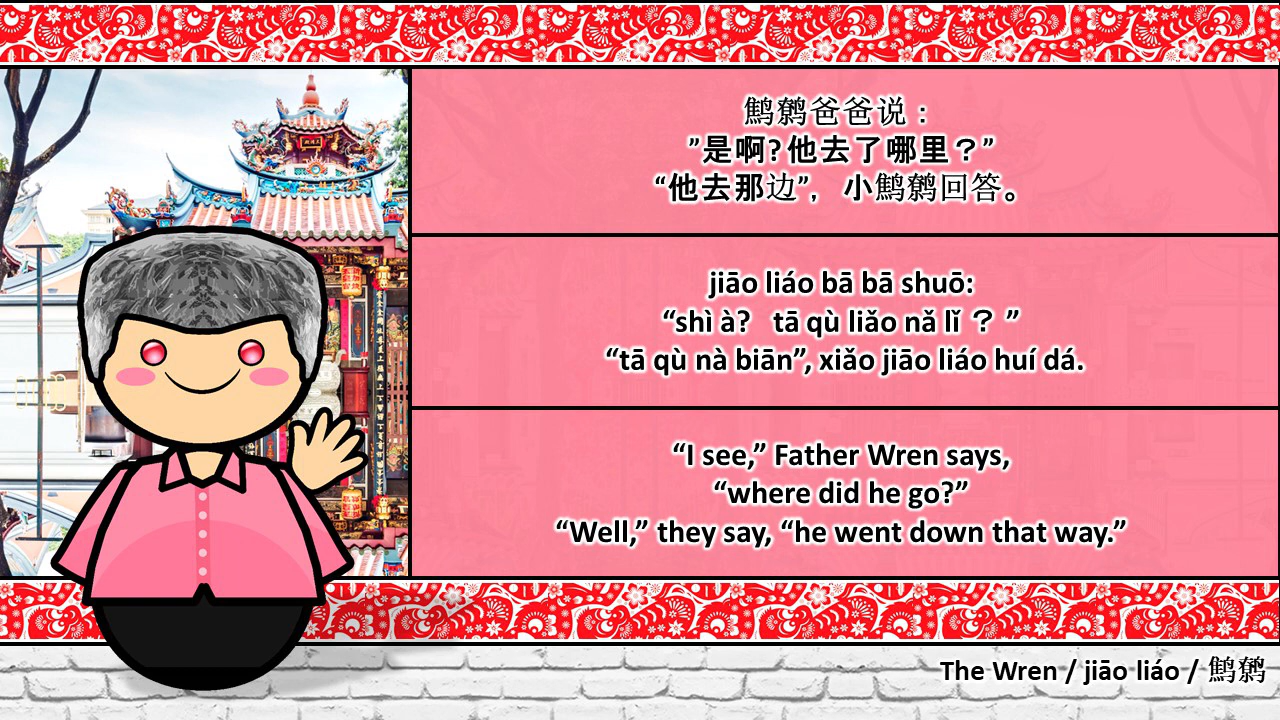 鹪鹩爸爸说：
”是啊? 他去了哪里？”
“他去那边”， 小鹪鹩回答。
jiāo liáo bā bā shuō:
“shì à? tā qù liǎo nǎ lǐ ？ ”
“tā qù nà biān”, xiǎo jiāo liáo huí dá.
“I see,” Father Wren says,
“where did he go?”
“Well,” they say, “he went down that way.”
The Wren / jiāo liáo / 鹪鹩